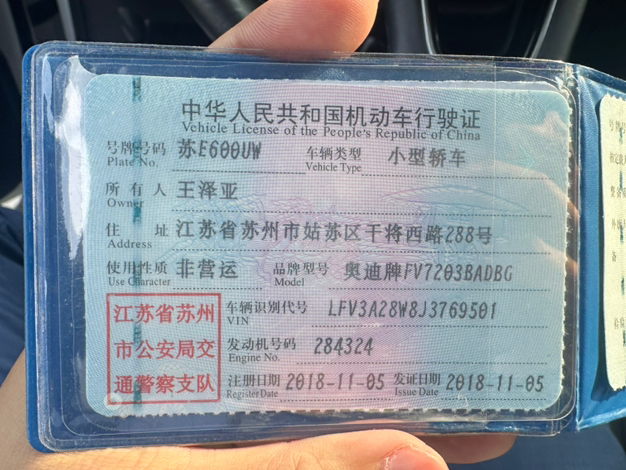 中华人民共和国机动车行驶证
Vehicle License of the People's Republic of China
号牌号码 苏E600UW 车辆类型 小型轿车
Plate No. Vehicle Type
所有人 王泽亚
Owner
住址 江苏省苏州市姑苏区干将西路288号
Address
使用性质 非营运 品牌型号 奥迪牌FV7203BADBG
Use Character Model
江苏省苏州
市公安局交
通警察支队
车辆识别代号 LFV3A28W8J3769501
VIN
发动机号码 284324
Engine No.
注册日期 2018-11-05 发证日期 2018-11-05
Register Date Issue Date